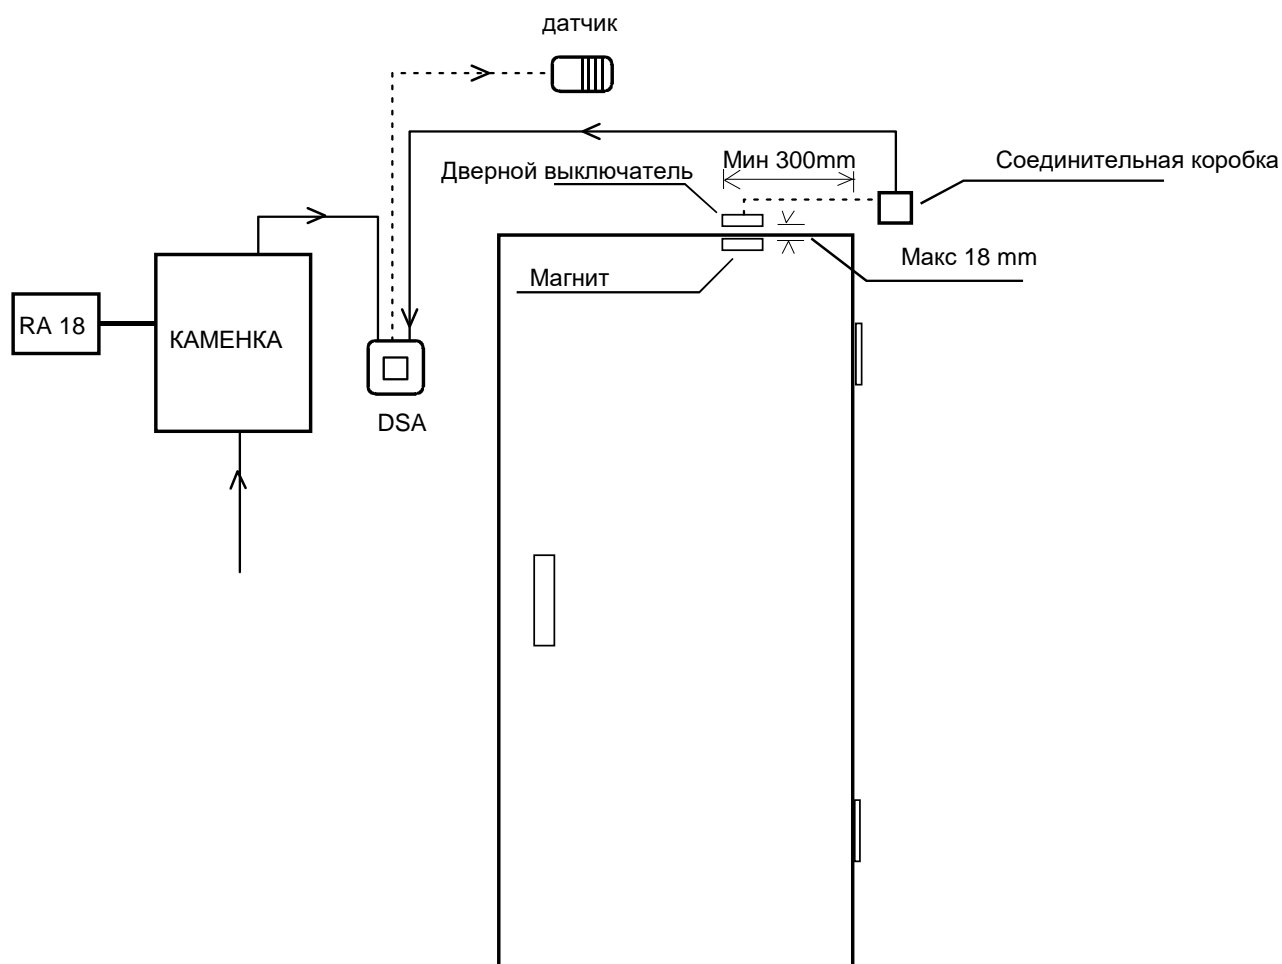 датчик
Мин 300mm
Соединительная коробка
Дверной выключатель
Макс 18 mm
Магнит
RA 18
КАМЕНКА
DSA